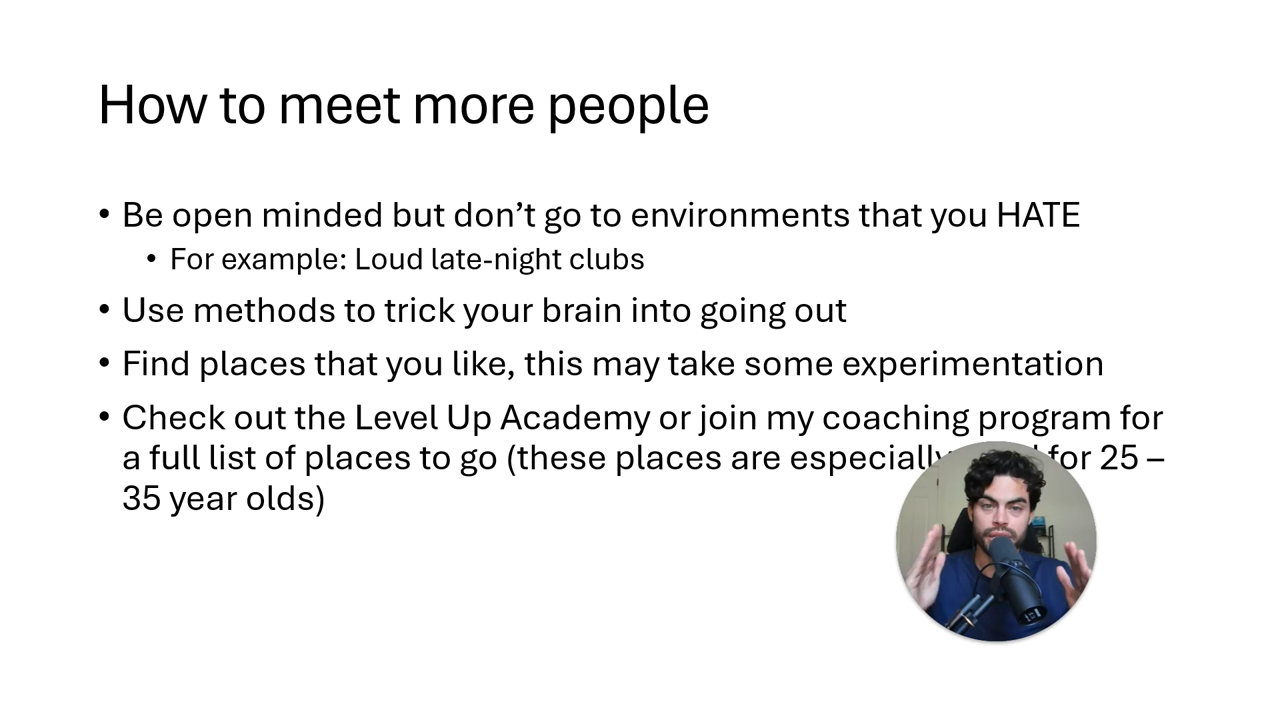 How to meet more people
• Be open minded but don’t go to environments that you HATE
• For example: Loud late-night clubs
• Use methods to trick your brain into going out
• Find places that you like, this may take some experimentation
• Check out the Level Up Academy or join my coaching program for
a full list of places to go (these places are especially for 25 –
35 year olds)